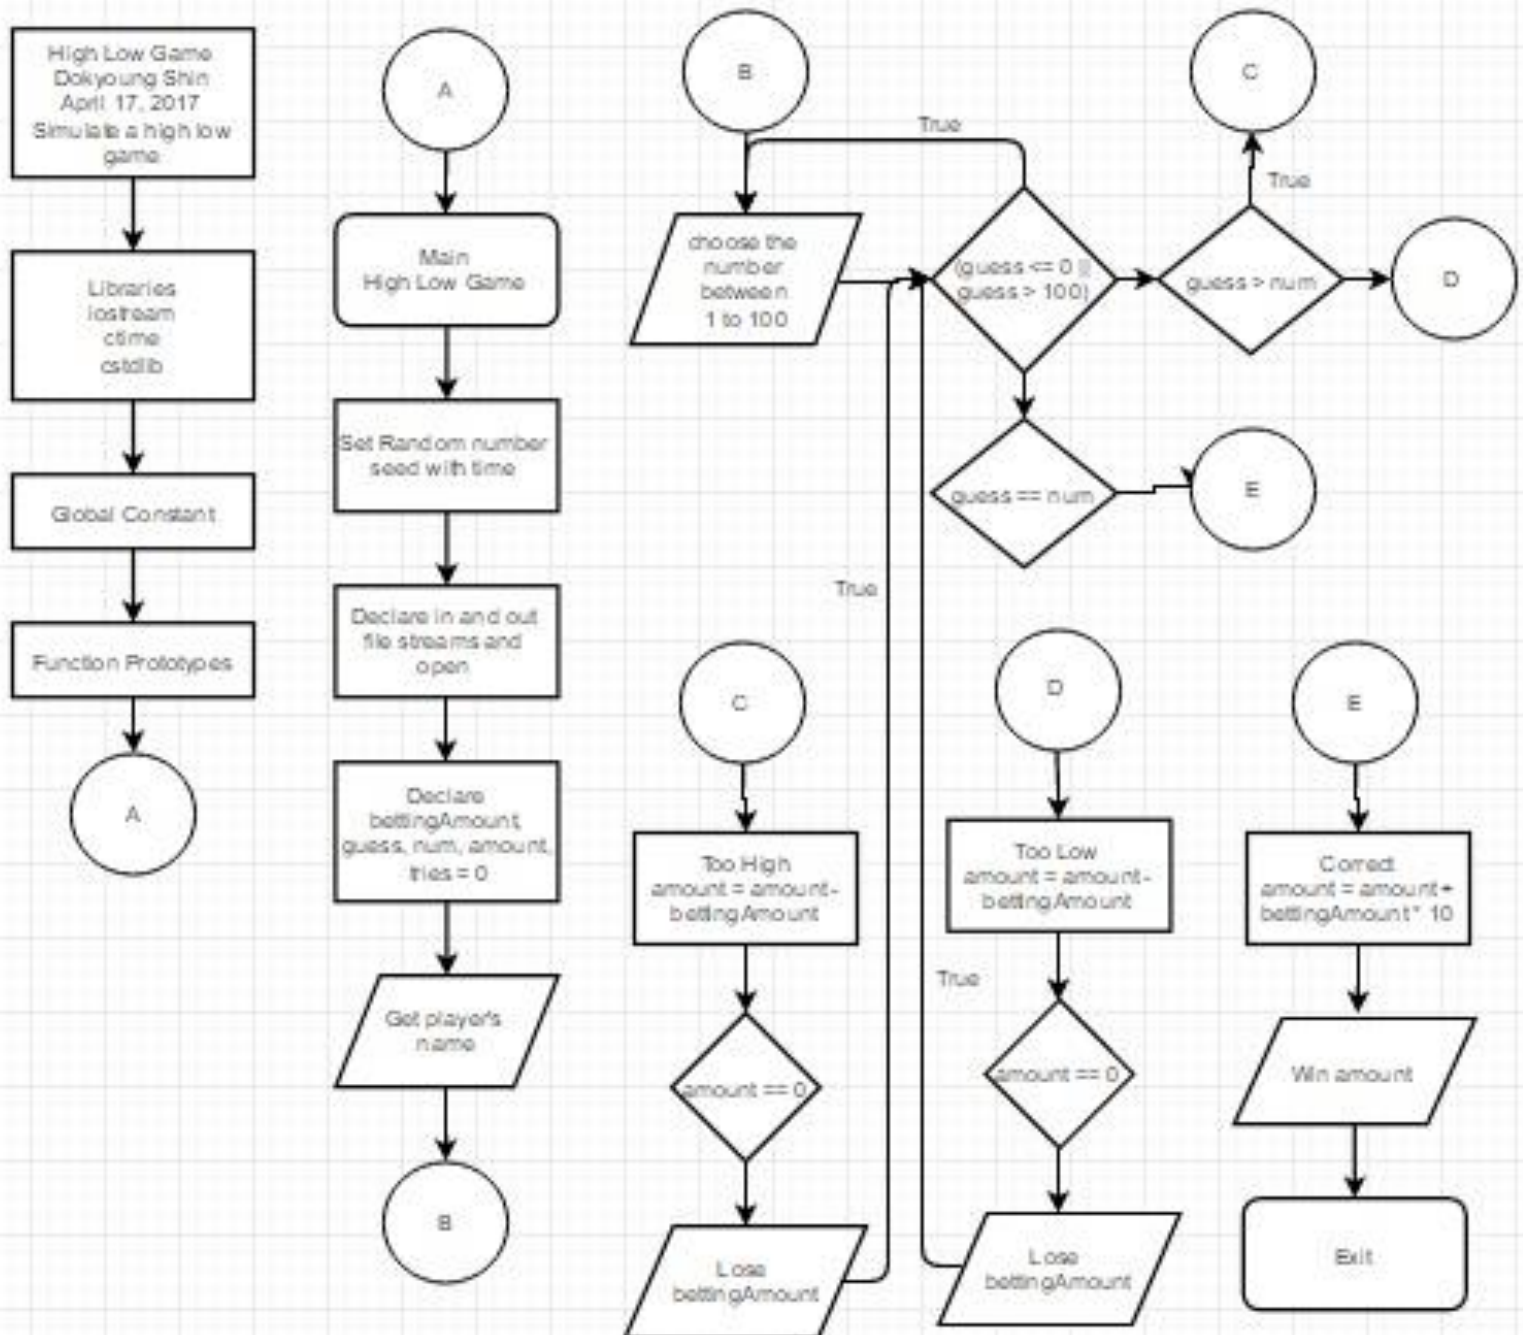 High Low Game
Dokyoung Shin
April 17, 2017
Simulate a high low
game
Libraries
iostream
ctime
cstdlib
Global Constant
Function Prototypes
A
A
Main
High Low Game
Set Random number
seed with time
Declare in and out
file streams and
open
Declare
bettingAmount,
guess, num, amount,
tries = 0
Get player's
name
B
B
choose the
number
between
1 to 100
True
(guess <= 0 ||
guess > 100)
guess > num
True
C
D
guess == num
E
True
C
Too High
amount = amount-
bettingAmount
amount == 0
Lose
bettingAmount
D
Too Low
amount = amount-
bettingAmount
True
amount == 0
Lose
bettingAmount
E
Correct
amount = amount+
bettingAmount* 10
Win amount
Exit